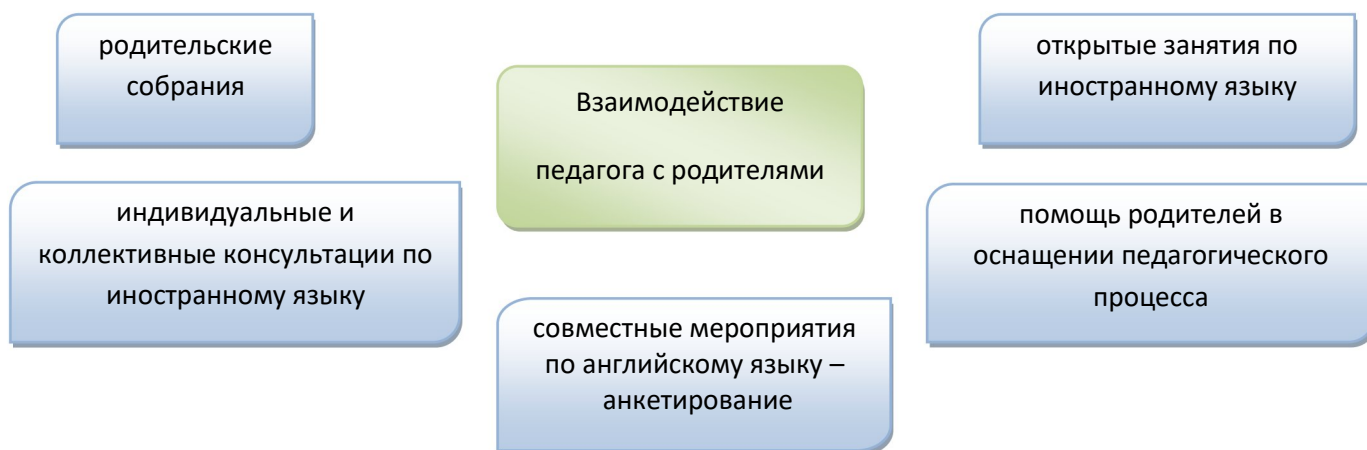 родительские
собрания
Взаимодействие
педагога с родителями
открытые занятия по
иностранному языку
индивидуальные и
коллективные консультации по
иностранному языку
помощь родителей в
оснащении педагогического
процесса
совместные мероприятия
по английскому языку –
анкетирование